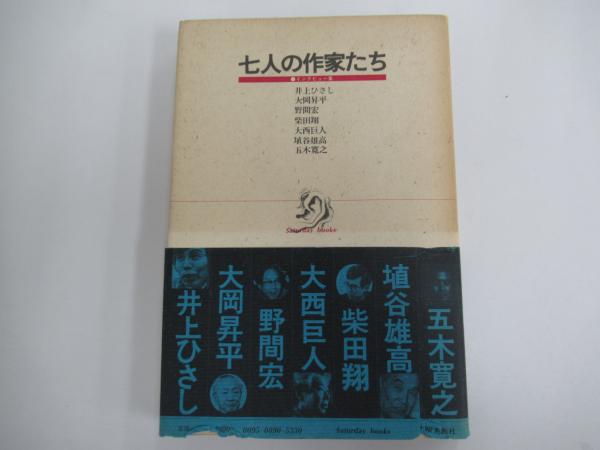 七人の作家たち
●インタビュー集
井上ひさし
大岡昇平
野間宏
柴田翔
大西巨人
埴谷雄高
五木寛之
Saturday books
五木寛之
埴谷雄高
柴田翔
大西巨人
野間宏
大岡昇平
井上ひさし
0095-0090-5330
Saturday books